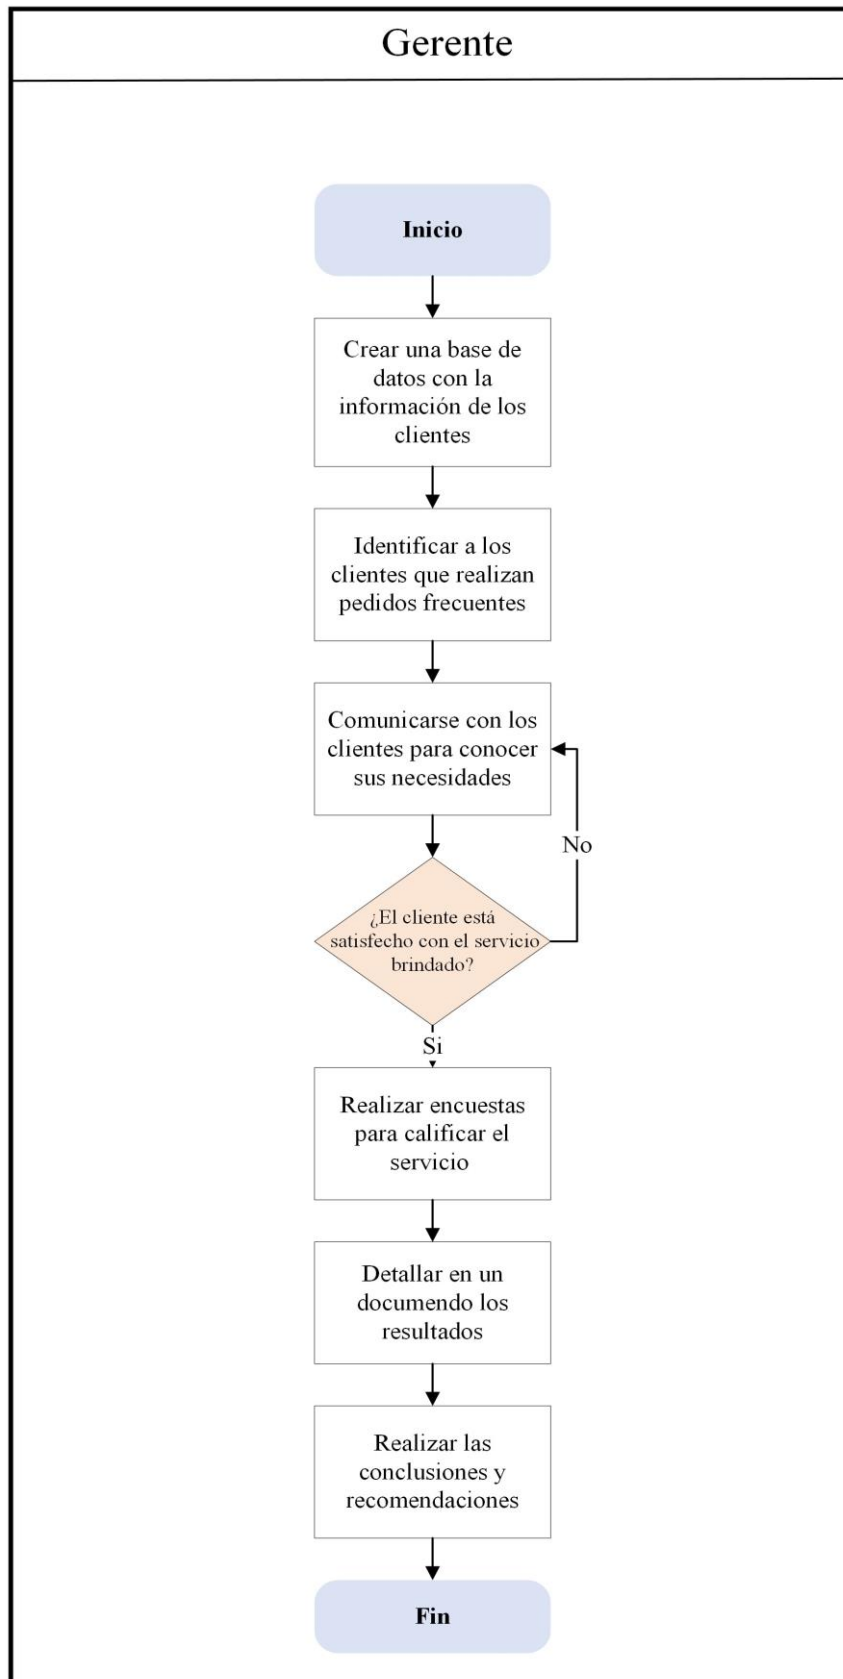 Gerente
Inicio
Crear una base de
datos con la
información de los
clientes
Identificar a los
clientes que realizan
pedidos frecuentes
Comunicarse con los
clientes para conocer
sus necesidades
No
¿El cliente está
satisfecho con el servicio
brindado?
Si
Realizar encuestas
para calificar el
servicio
Detallar en un
documendo los
resultados
Realizar las
conclusiones y
recomendaciones
Fin